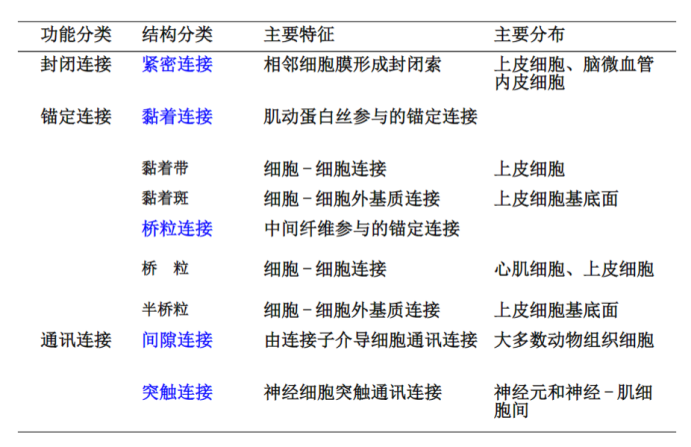 功能分类 结构分类 主要特征 主要分布
封闭连接 紧密连接 相邻细胞膜形成封闭索 上皮细胞、脑微血管
内皮细胞
锚定连接 黏着连接 肌动蛋白丝参与的锚定连接
黏着带 细胞-细胞连接 上皮细胞
黏着斑 细胞-细胞外基质连接 上皮细胞基底面
桥粒连接 中间纤维参与的锚定连接
桥 粒 细胞-细胞连接 心肌细胞、上皮细胞
半桥粒 细胞-细胞外基质连接 上皮细胞基底面
通讯连接 间隙连接 由连接子介导细胞通讯连接 大多数动物组织细胞
突触连接 神经细胞突触通讯连接 神经元和神经-肌细
胞间